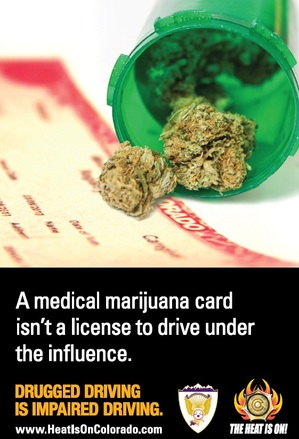 A medical marijuana card
isn't a license to drive under
the influence.
DRUGGED DRIVING
IS IMPAIRED DRIVING.
www.HeatIsOnColorado.com
THE HEAT IS ON!